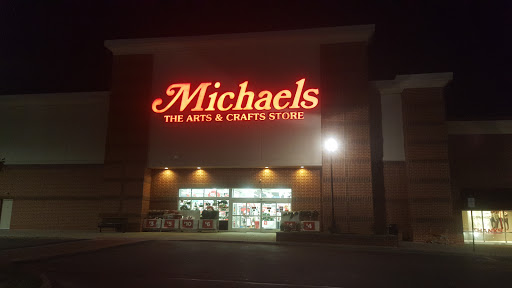 Michaels
THE ARTS & CRAFTS STORE